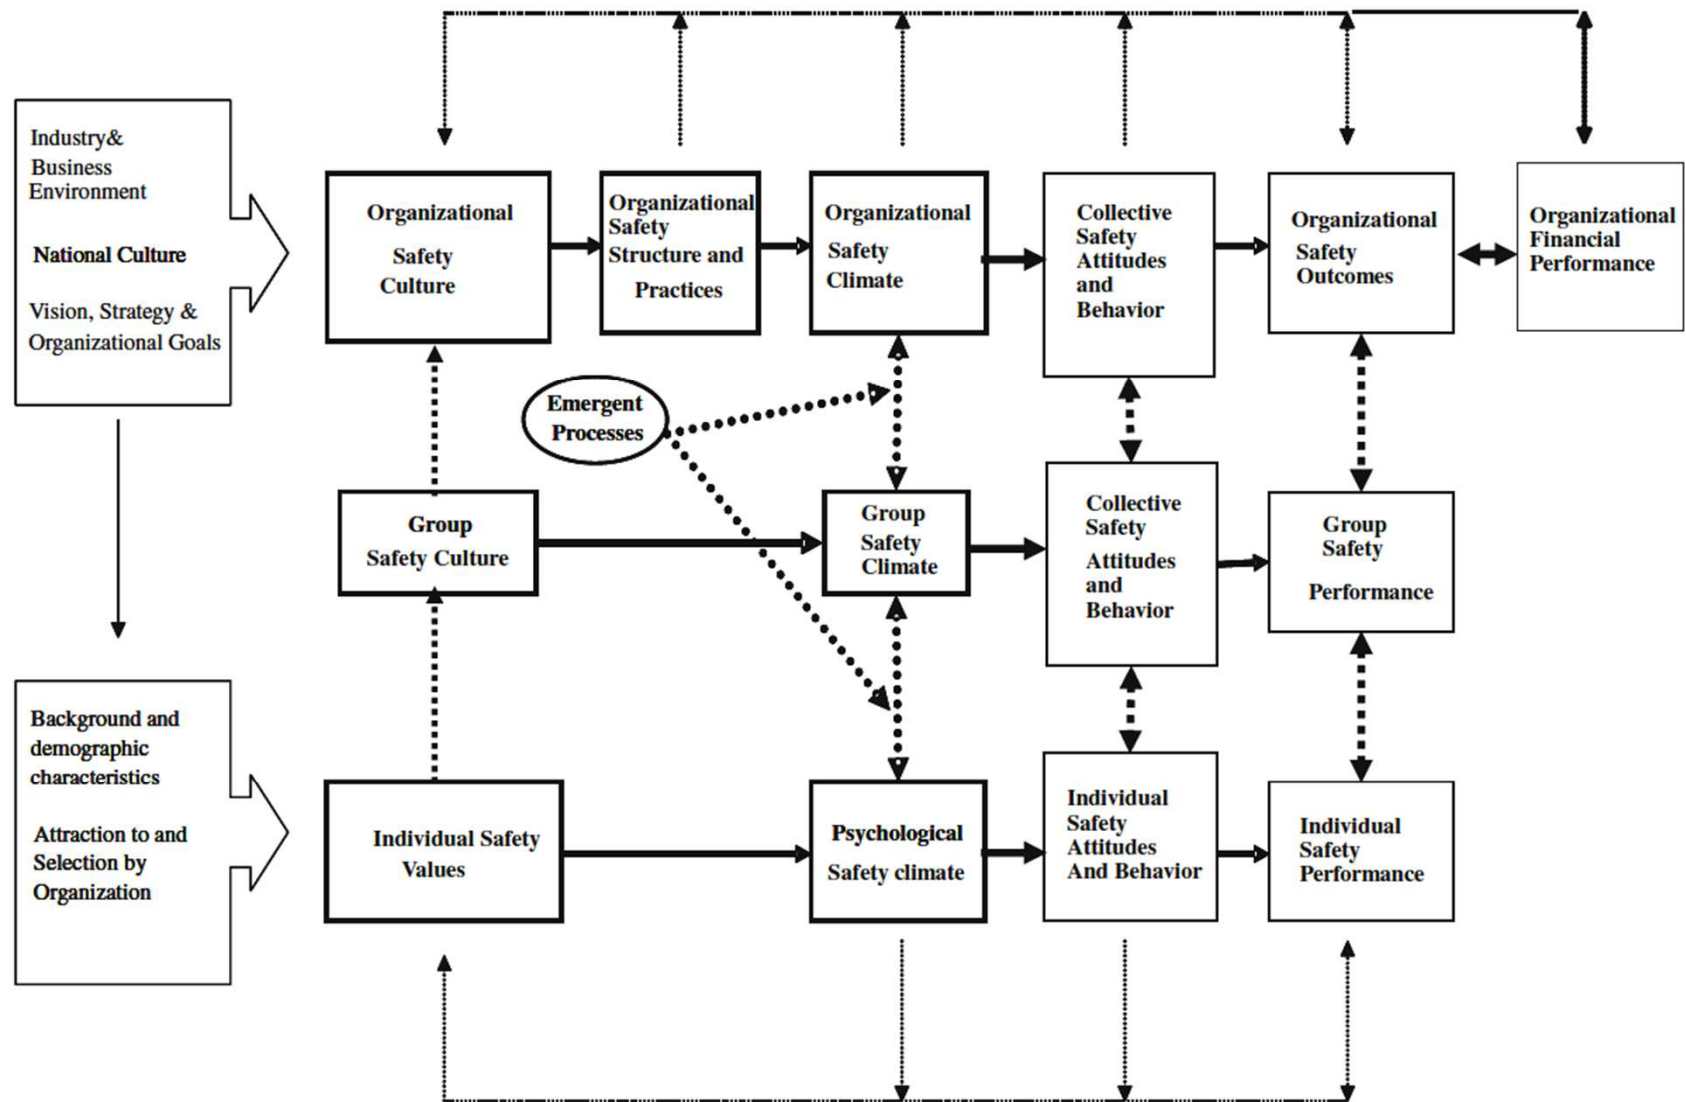 Industry&
Business
Environment
National Culture
Vision, Strategy &
Organizational Goals
Organizational
Safety
Culture
Organizational
Safety
Structure and
Practices
Organizational
Safety
Climate
Collective
Safety
Attitudes
and
Behavior
Organizational
Safety
Outcomes
Organizational
Financial
Performance
Emergent
Processes
Group
Safety Culture
Group
Safety
Climate
Collective
Safety
Attitudes
and
Behavior
Group
Safety
Performance
Background and
demographic
characteristics
Attraction to and
Selection by
Organization
Individual Safety
Values
Psychological
Safety climate
Individual
Safety
Attitudes
And Behavior
Individual
Safety
Performance